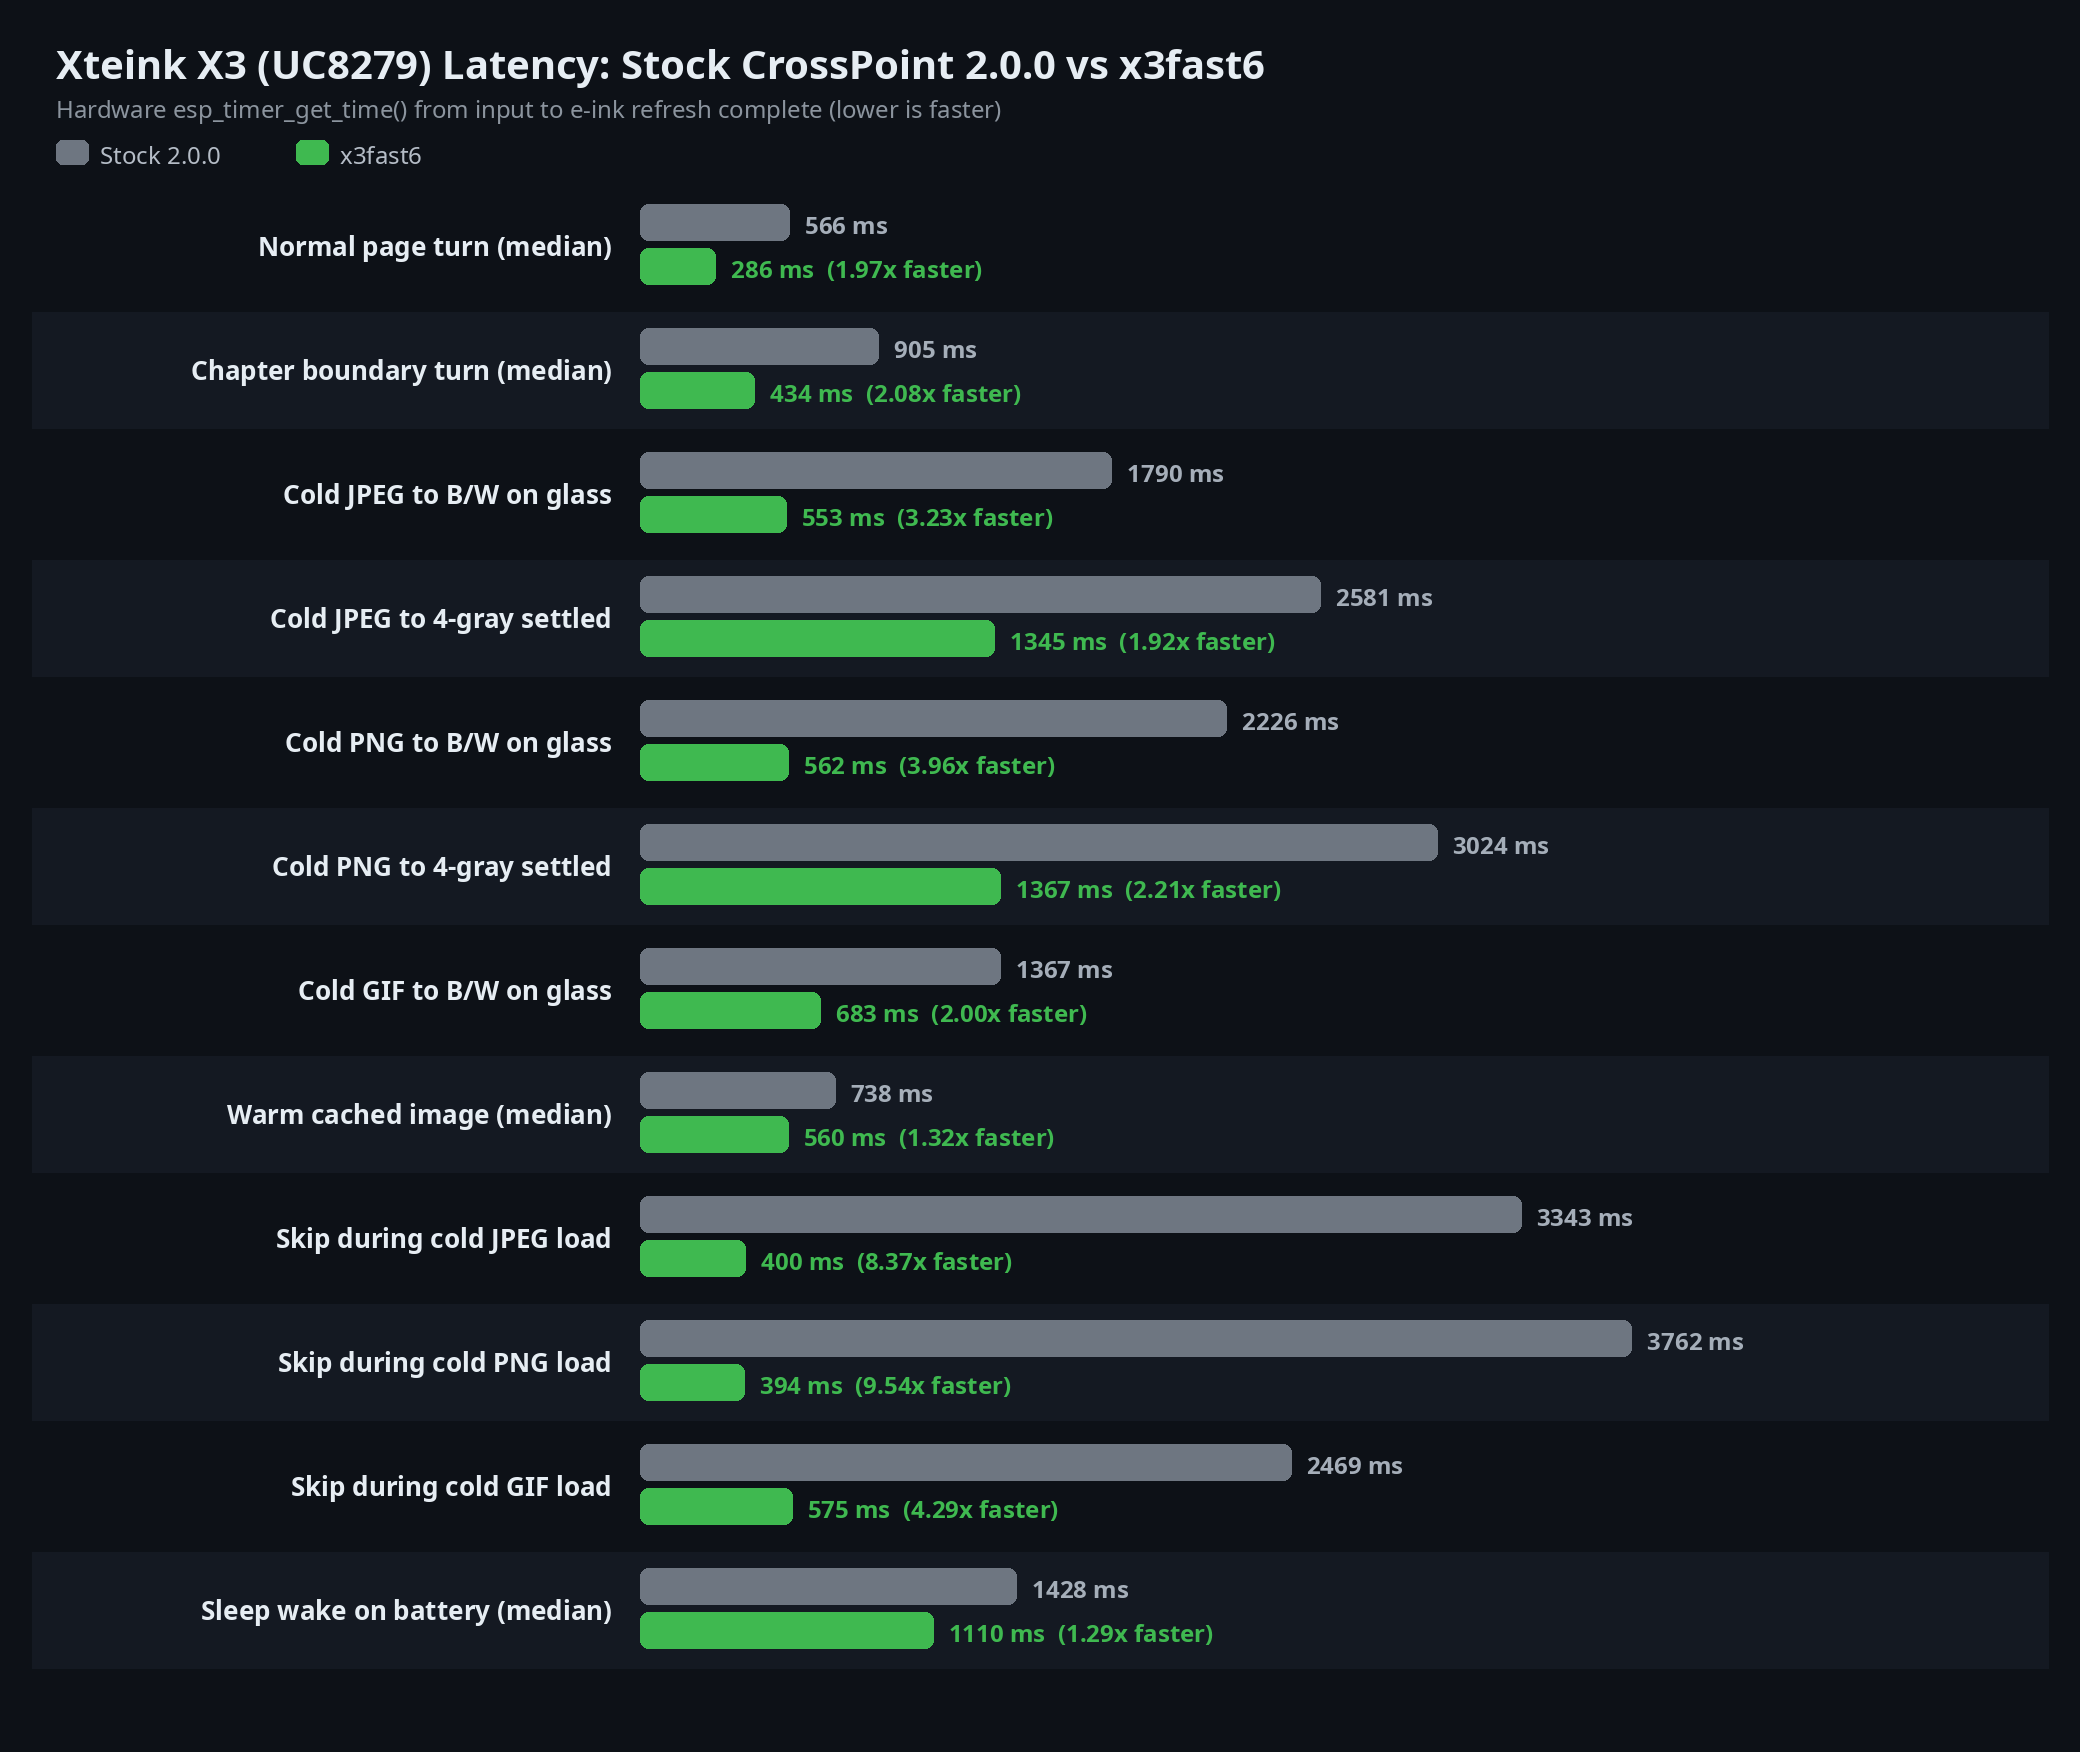 Xteink X3 (UC8279) Latency: Stock CrossPoint 2.0.0 vs x3fast6
Hardware esp_timer_get_time() from input to e-ink refresh complete (lower is faster)
Stock 2.0.0 x3fast6
Normal page turn (median)
566 ms
286 ms (1.97x faster)
Chapter boundary turn (median)
905 ms
434 ms (2.08x faster)
Cold JPEG to B/W on glass
1790 ms
553 ms (3.23x faster)
Cold JPEG to 4-gray settled
2581 ms
1345 ms (1.92x faster)
Cold PNG to B/W on glass
2226 ms
562 ms (3.96x faster)
Cold PNG to 4-gray settled
3024 ms
1367 ms (2.21x faster)
Cold GIF to B/W on glass
1367 ms
683 ms (2.00x faster)
Warm cached image (median)
738 ms
560 ms (1.32x faster)
Skip during cold JPEG load
3343 ms
400 ms (8.37x faster)
Skip during cold PNG load
3762 ms
394 ms (9.54x faster)
Skip during cold GIF load
2469 ms
575 ms (4.29x faster)
Sleep wake on battery (median)
1428 ms
1110 ms (1.29x faster)